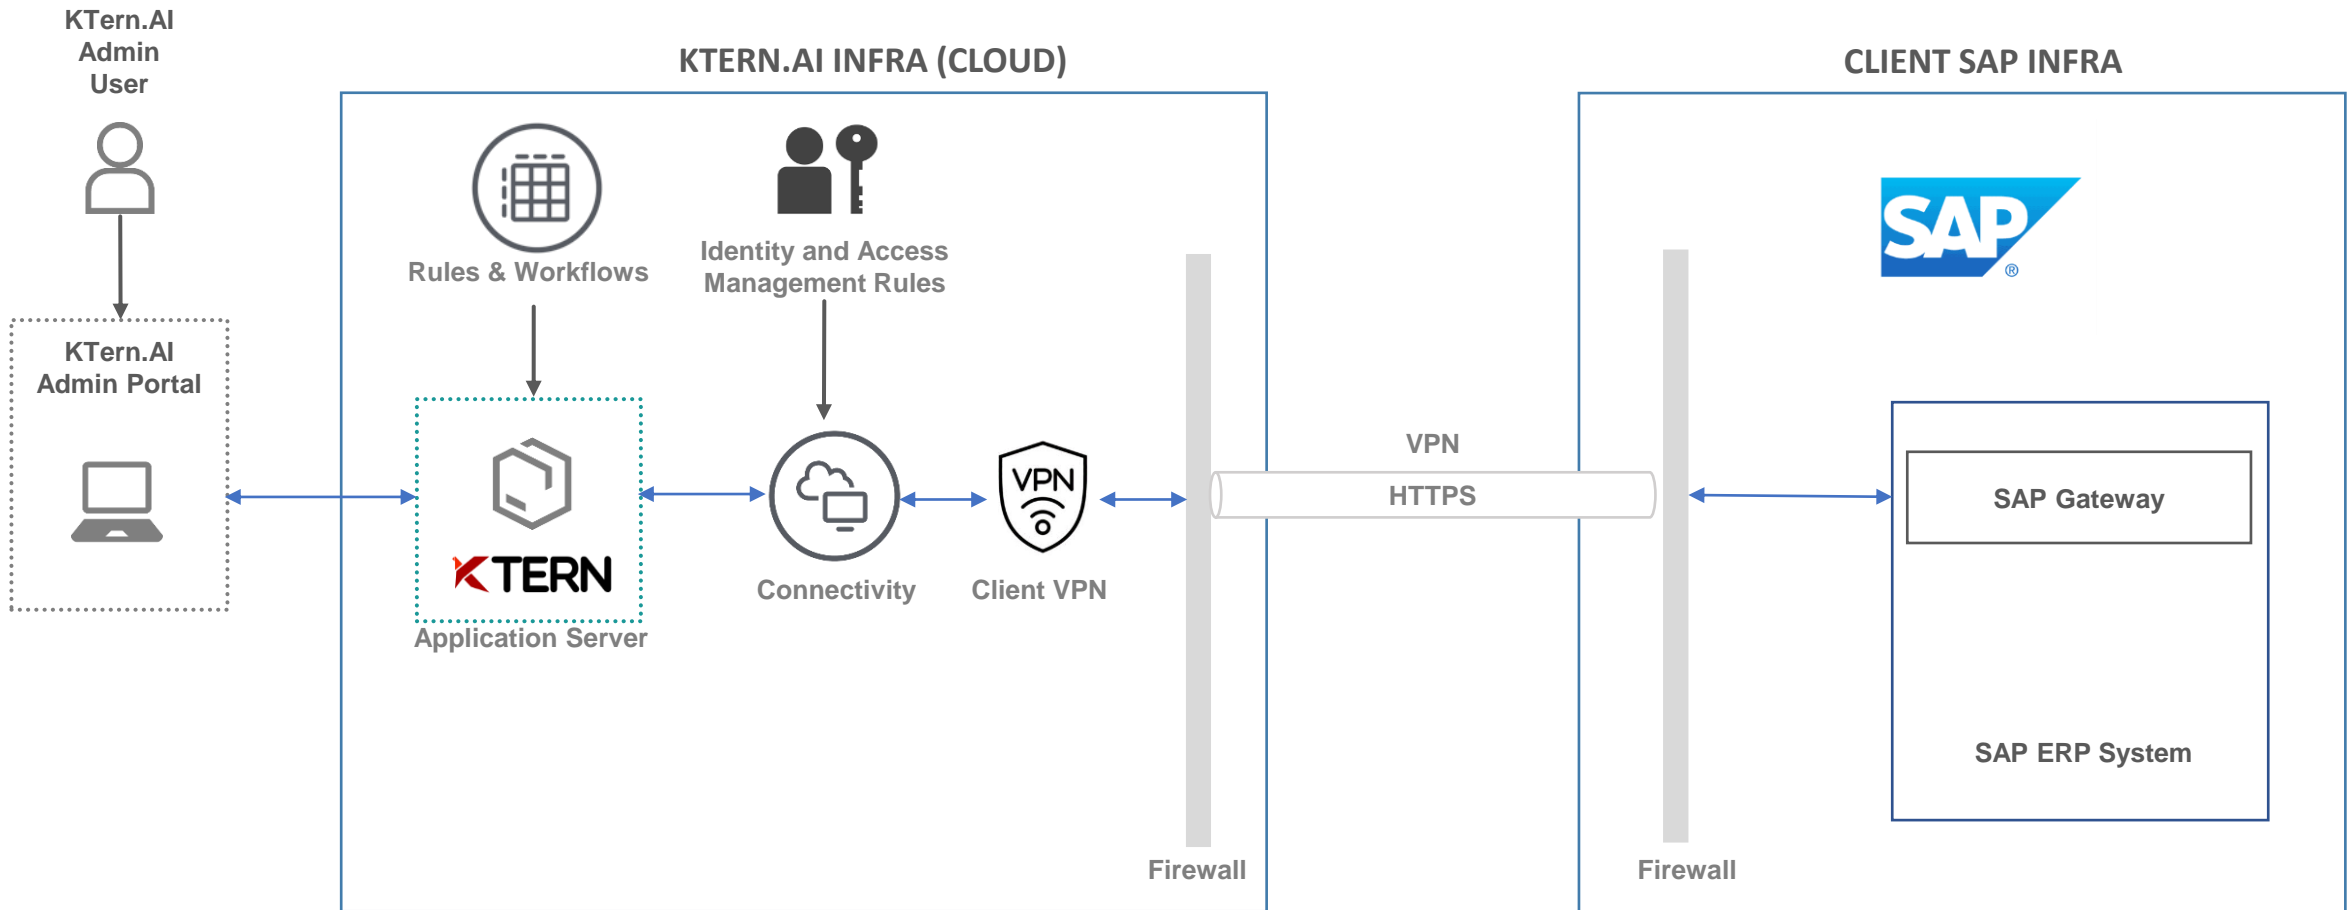 KTern.AI
Admin
User
KTERN.AI INFRA (CLOUD)
CLIENT SAP INFRA
Rules & Workflows
Identity and Access
Management Rules
SAP
®
KTern.AI
Admin Portal
KTERN
Application Server
Connectivity
VPN
Client VPN
VPN
HTTPS
SAP Gateway
SAP ERP System
Firewall
Firewall